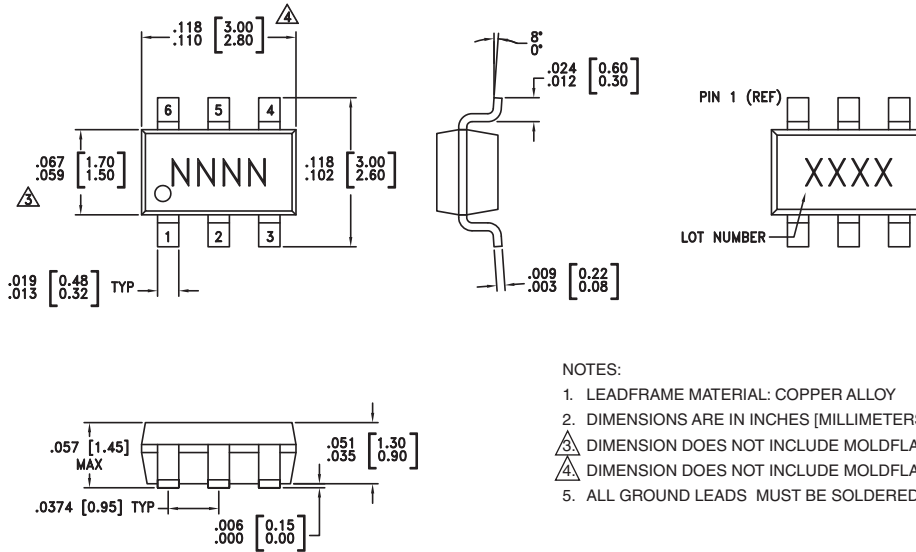 .118 [3.00]
.110 [2.80]
4
6 5 4
NNNN
1 2 3
.067 [1.70]
.059 [1.50]
3
.118 [3.00]
.102 [2.60]
.019 [0.48]
.013 [0.32] TYP
8°
0°
.024 [0.60]
.012 [0.30]
.009 [0.22]
.003 [0.08]
PIN 1 (REF)
XXXX
LOT NUMBER
.057 [1.45]
MAX
.051 [1.30]
.035 [0.90]
.0374 [0.95] TYP
.006 [0.15]
.000 [0.00]
NOTES:
1. LEADFRAME MATERIAL: COPPER ALLOY
2. DIMENSIONS ARE IN INCHES [MILLIMETERS
3. DIMENSION DOES NOT INCLUDE MOLDFLA
4. DIMENSION DOES NOT INCLUDE MOLDFLA
5. ALL GROUND LEADS MUST BE SOLDERED